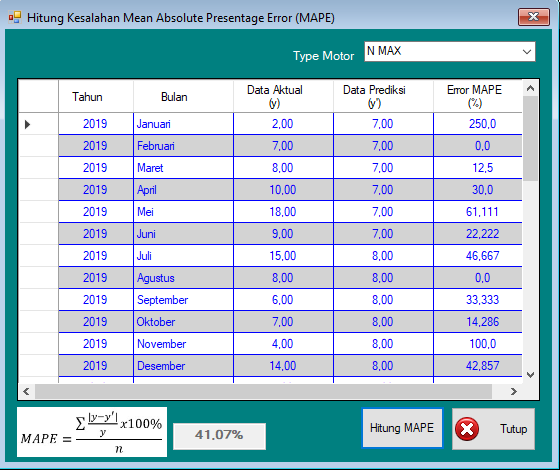 Hitung Kesalahan Mean Absolute Presentage Error (MAPE)
Type Motor N MAX
Tahun Bulan Data Aktual (y) Data Prediksi (y') Error MAPE (%)
2019 Januari 2,00 7,00 250,0
2019 Februari 7,00 7,00 0,0
2019 Maret 8,00 7,00 12,5
2019 April 10,00 7,00 30,0
2019 Mei 18,00 7,00 61,111
2019 Juni 9,00 7,00 22,222
2019 Juli 15,00 8,00 46,667
2019 Agustus 8,00 8,00 0,0
2019 September 6,00 8,00 33,333
2019 Oktober 7,00 8,00 14,286
2019 November 4,00 8,00 100,0
2019 Desember 14,00 8,00 42,857
MAPE = ∑ |y−y′| / y x100% / n
41,07%
Hitung MAPE
Tutup